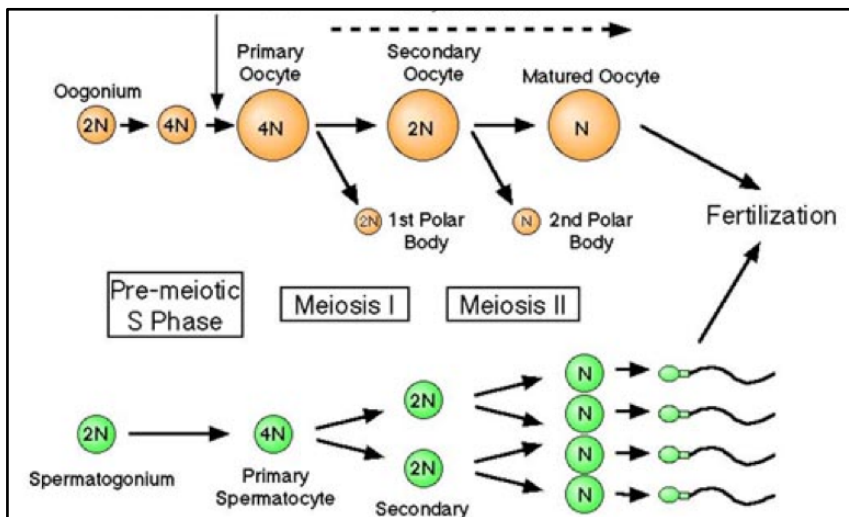 Primary
Oocyte
Secondary
Oocyte
Matured Oocyte
Oogonium
2N
4N
4N
2N
N
2N
1st Polar
Body
N
2nd Polar
Body
Fertilization
Pre-meiotic
S Phase
Meiosis I
Meiosis II
2N
4N
2N
2N
N
N
N
N
Spermatogonium
Primary
Spermatocyte
Secondary